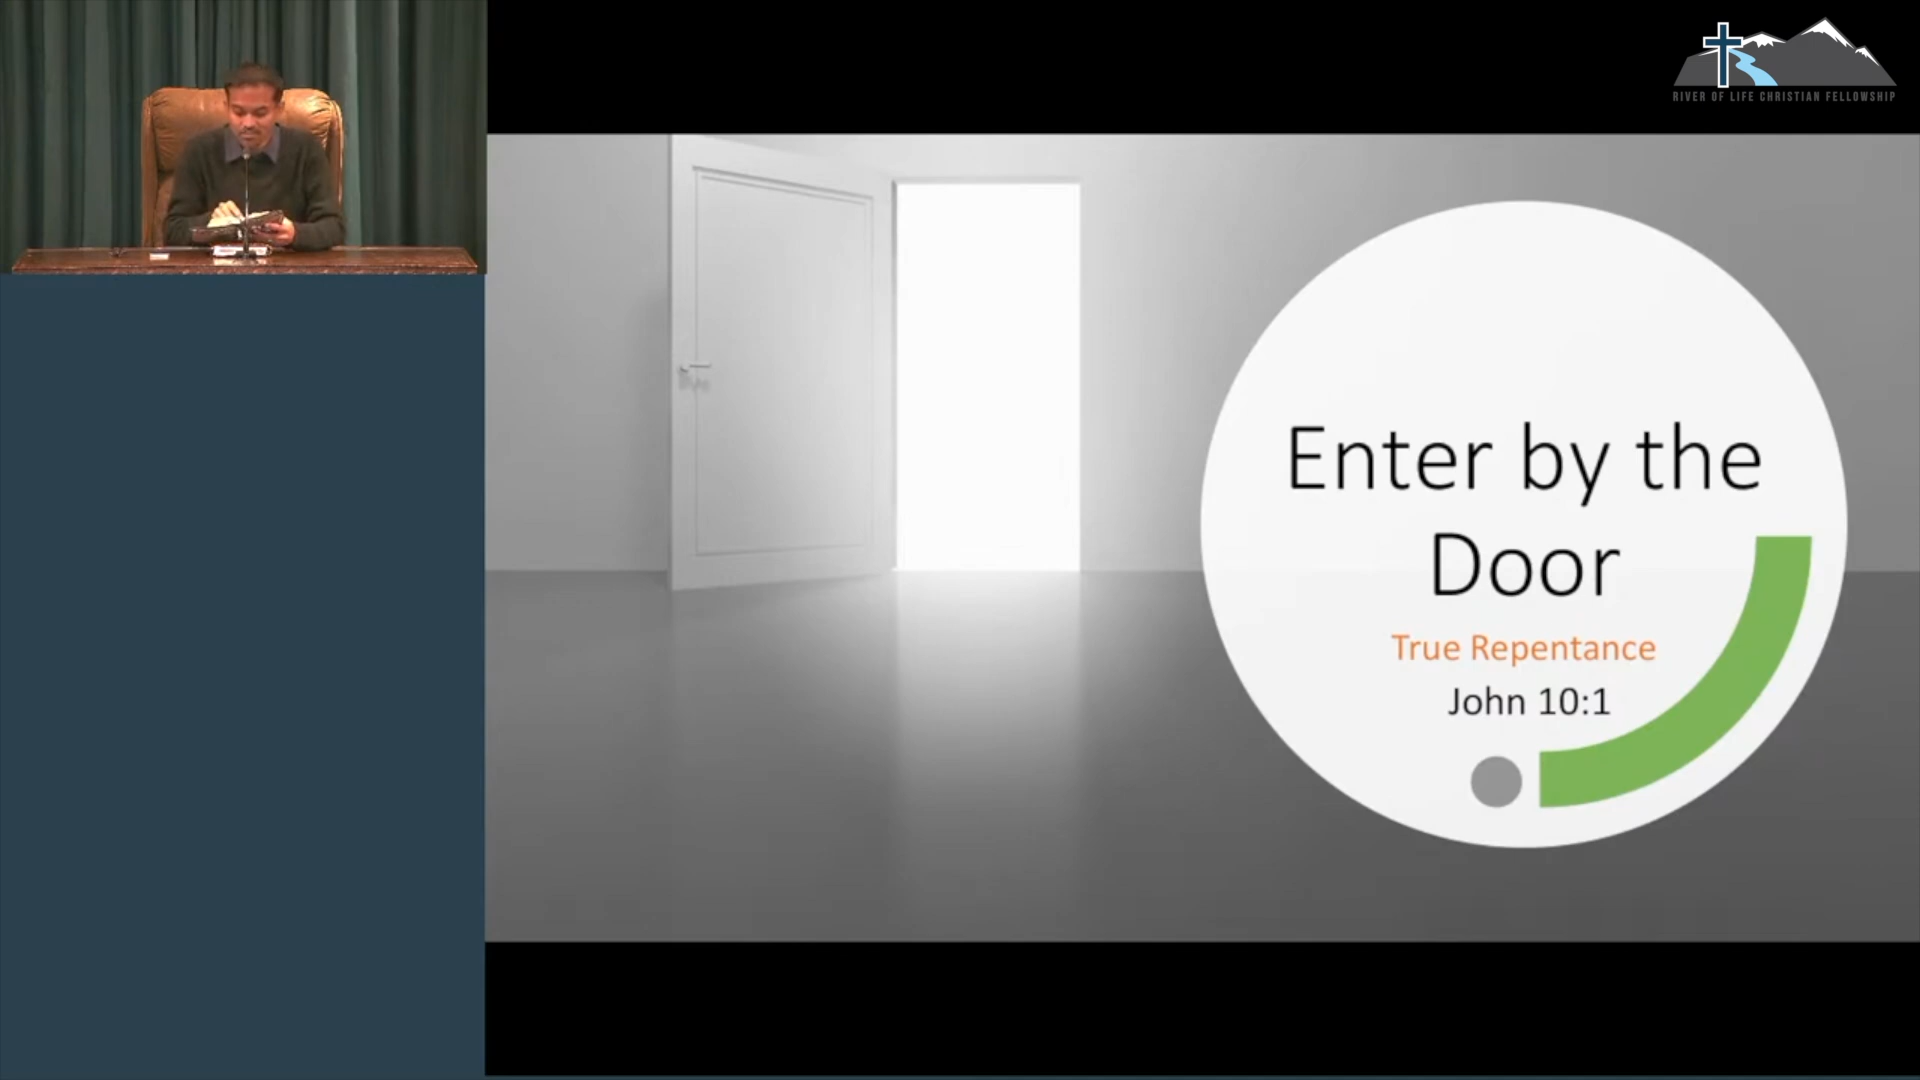 RIVER OF LIFE CHRISTIAN FELLOWSHIP
Enter by the
Door
True Repentance
John 10:1